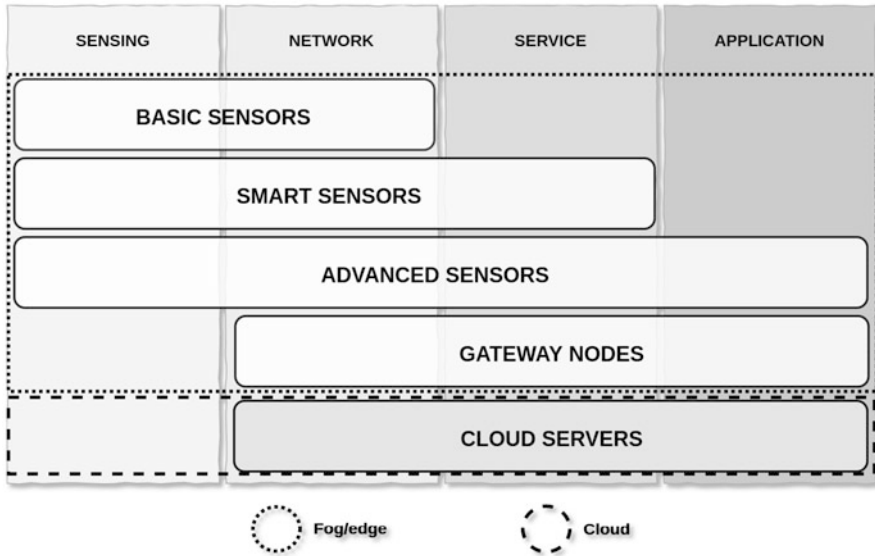 SENSING NETWORK SERVICE APPLICATION
BASIC SENSORS
SMART SENSORS
ADVANCED SENSORS
GATEWAY NODES
CLOUD SERVERS
Fog/edge Cloud